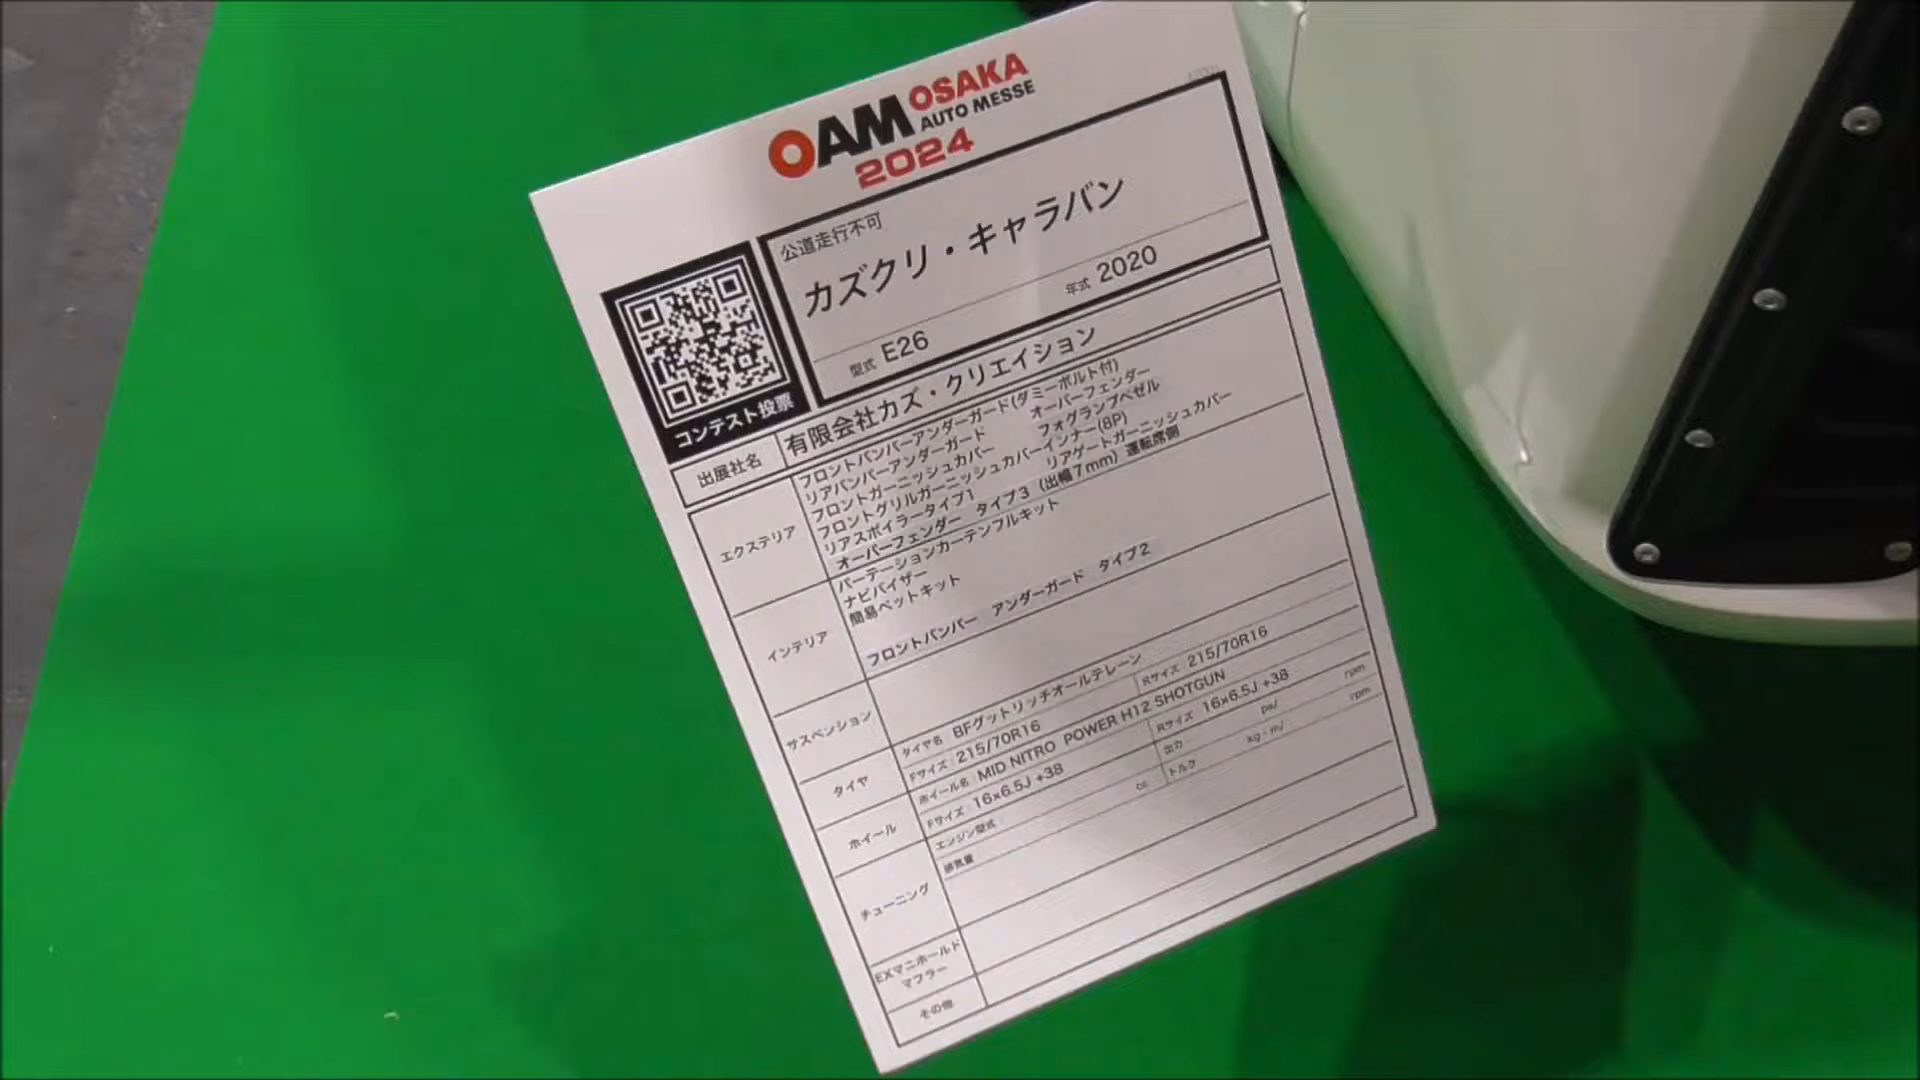 OAM OSAKA
AUTO MESSE
2024
公道走行不可
カズクリ・キャラバン
型式 E26 年式 2020
コンテスト投票
出展社名 有限会社カズ・クリエイション
エクステリア
フロントバンパーアンダーガード(ダミーボルト付)
リアバンパーアンダーガード オーバーフェンダー
フロントガーニッシュカバー フォグランプベゼル
フロントグリルガーニッシュカバーインナー(8P)
リアスポイラータイプ1 リアゲートガーニッシュカバー
オーバーフェンダー タイプ3(出幅7mm)運転席側
インテリア
パーテーションカーテンフルキット
ナビバイザー
簡易ベットキット
フロントバンパー アンダーガード タイプ2
サスペンション
タイヤ
タイヤ名 BFグットリッチオールテレーン
Fサイズ 215/70R16 Rサイズ 215/70R16
ホイール
ホイール名 MID NITRO POWER H12 SHOTGUN
Fサイズ 16×6.5J +38 Rサイズ 16×6.5J +38
チューニング
エンジン型式 出力 ps/ rpm
排気量 cc トルク kg・m/ rpm
EXマニホールド
マフラー
その他